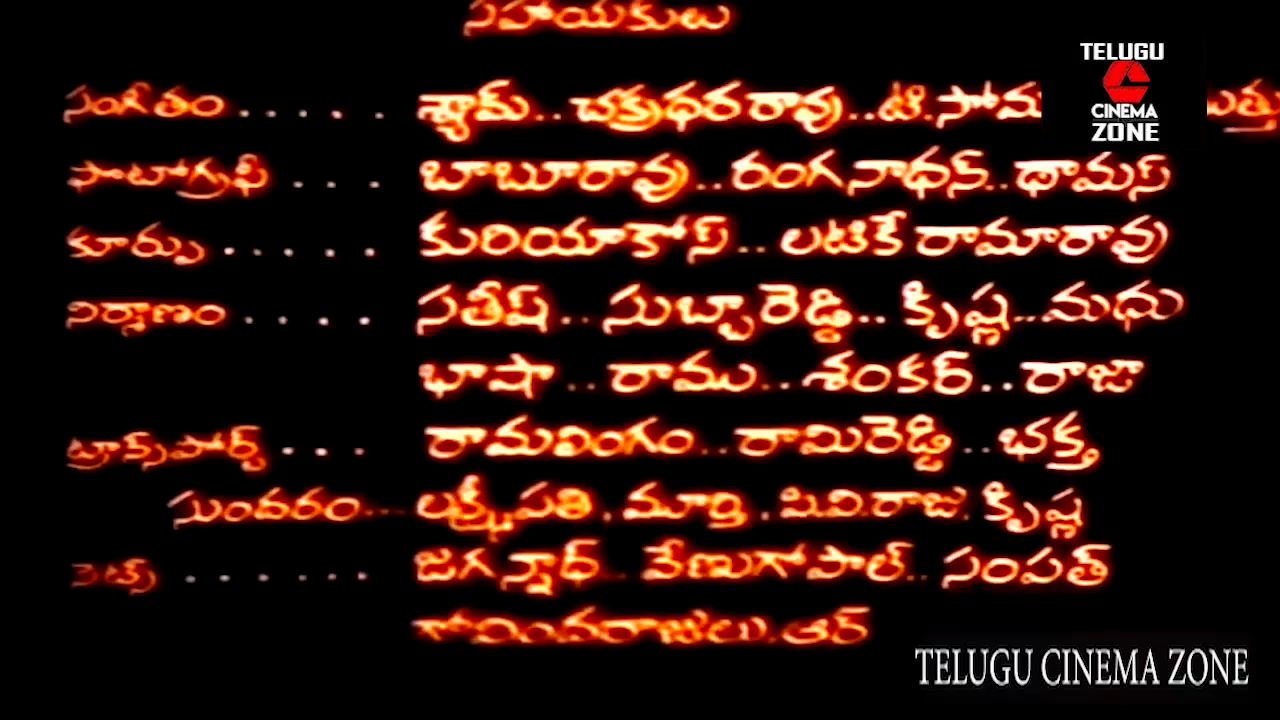 సహాయకులు
TELUGU
CINEMA
ZONE
సంగీతం . . . . . శ్యామ్ .. చక్రధరరావు .. టి. సోమ
ఫొటోగ్రఫీ . . . బాబూరావు .. రంగనాథన్ .. థామస్
కూర్పు . . . . . కురియాకోస్ .. లటికే రామారావు
నిర్మాణం . . . . సతీష్ .. సుబ్బారెడ్డి .. కృష్ణ .. మధు
భాషా .. రాము .. శంకర్ .. రాజా
ట్రాన్స్‌పోర్ట్ . . . రామలింగం .. రామిరెడ్డి .. భక్త
సుందరం ... లక్ష్మీపతి . మూర్తి . పి.వి.రాజు. కృష్ణ
సెట్స్ . . . . . . . జగన్నాథ్ .. వేణుగోపాల్ .. సంపత్
గోవిందరాజులు. ఆర్
TELUGU CINEMA ZONE